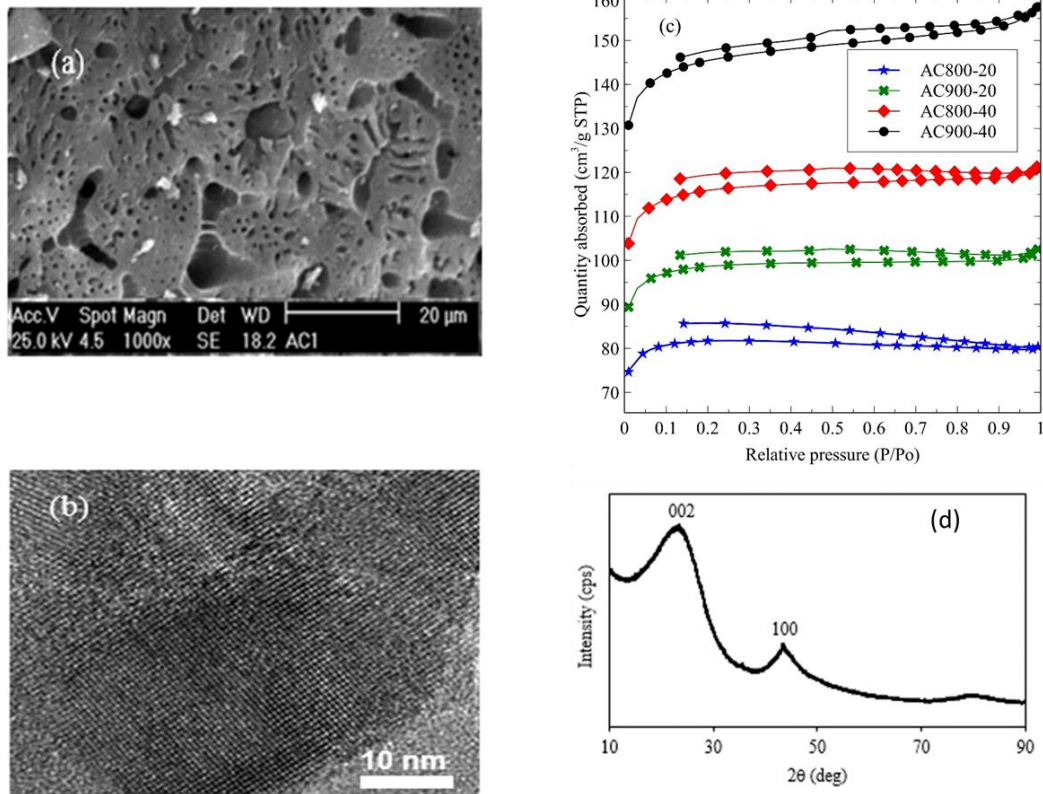 (a)
Acc.V Spot Magn Det WD 20 µm
25.0 kV 4.5 1000x SE 18.2 AC1
(b)
10 nm
(c)
160
150
140
130
120
110
100
90
80
70
Quantity absorbed (cm³/g STP)
AC800-20
AC900-20
AC800-40
AC900-40
0 0.1 0.2 0.3 0.4 0.5 0.6 0.7 0.8 0.9 1
Relative pressure (P/Po)
(d)
002
100
Intensity (cps)
10 30 50 70 90
2θ (deg)